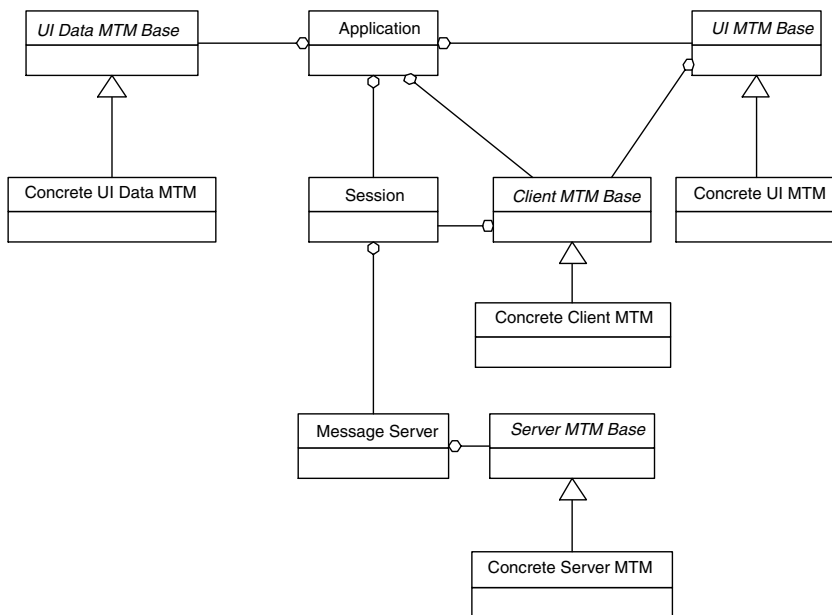 UI Data MTM Base
Application
UI MTM Base
Concrete UI Data MTM
Session
Client MTM Base
Concrete UI MTM
Concrete Client MTM
Message Server
Server MTM Base
Concrete Server MTM